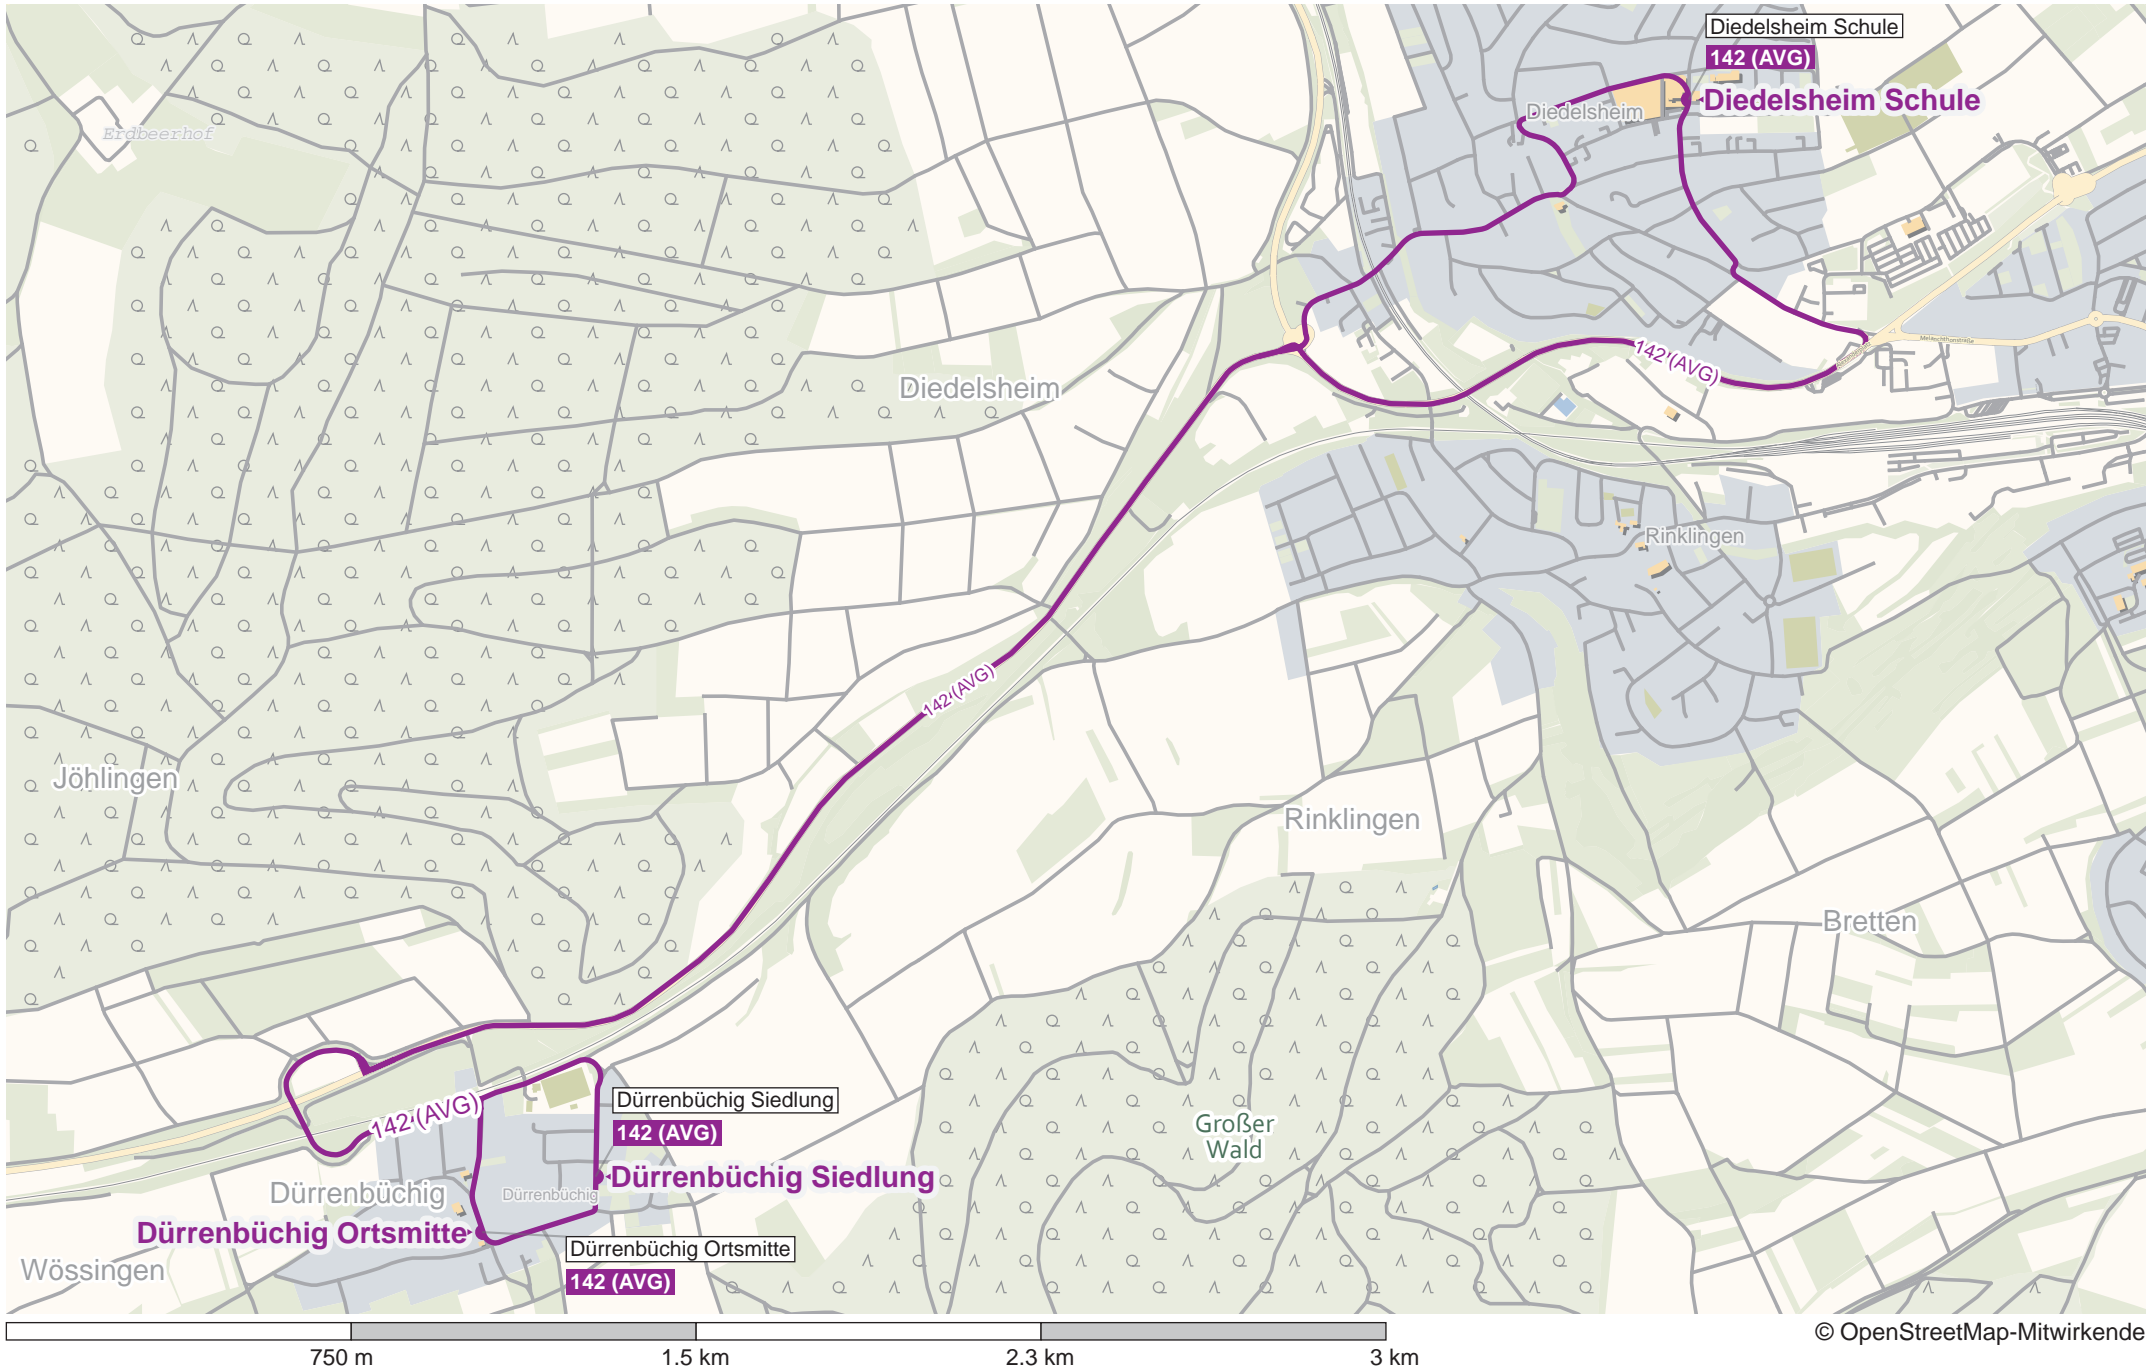 Diedelsheim Schule
142 (AVG)
Diedelsheim Schule
Diedelsheim
Erdbeerhof
142 (AVG)
Melanchthonstraße
Diedelsheim
Rinklingen
142 (AVG)
Jöhlingen
Rinklingen
Bretten
Dürrenbüchig Siedlung
142 (AVG)
142 (AVG)
Großer
Wald
Dürrenbüchig Siedlung
Dürrenbüchig
Dürrenbüchig
Dürrenbüchig Ortsmitte
Dürrenbüchig Ortsmitte
Wössingen
142 (AVG)
© OpenStreetMap-Mitwirkende
750 m
1.5 km
2.3 km
3 km